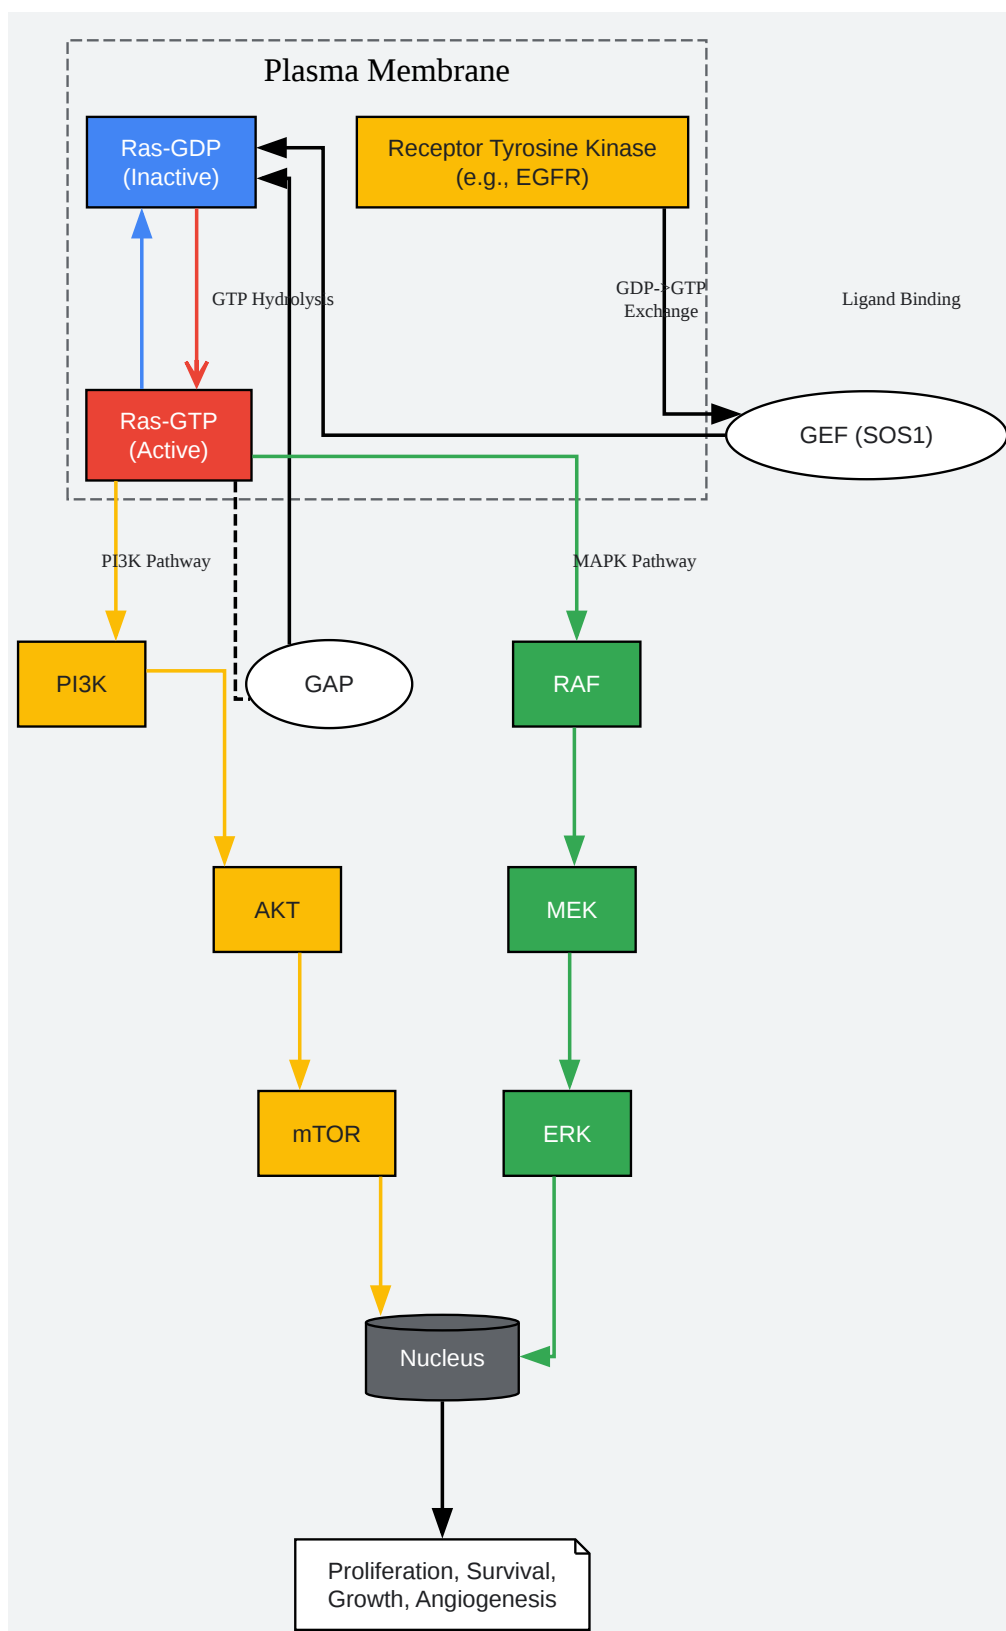 Plasma Membrane
Ras-GDP
(Inactive)
Receptor Tyrosine Kinase
(e.g., EGFR)
GTP Hydrolysis
GDP->GTP
Exchange
Ligand Binding
Ras-GTP
(Active)
GEF (SOS1)
PI3K Pathway
MAPK Pathway
PI3K
GAP
RAF
AKT
MEK
mTOR
ERK
Nucleus
Proliferation, Survival,
Growth, Angiogenesis